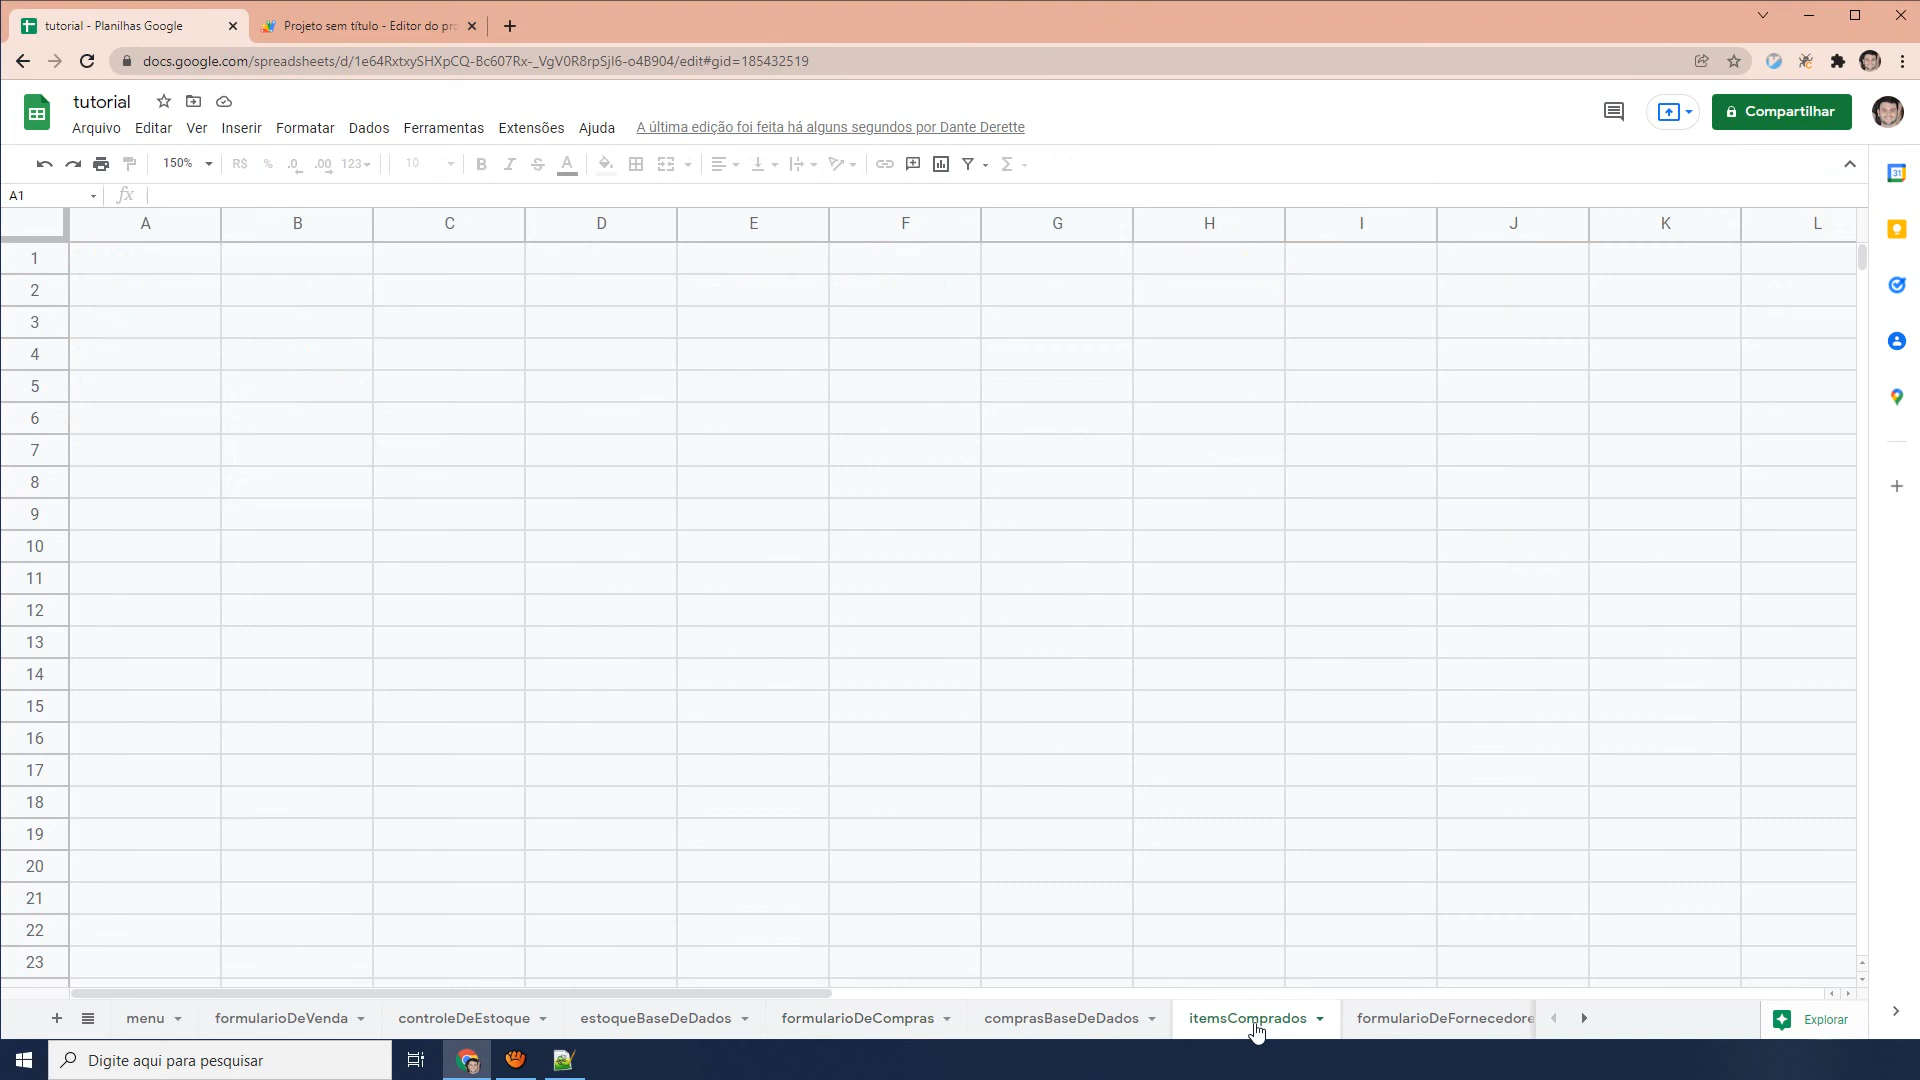 tutorial - Planilhas Google
Projeto sem título - Editor do pro
docs.google.com/spreadsheets/d/1e64RxtxySHXpCQ-Bc607Rx-_VgV0R8rpSjI6-o4B904/edit#gid=185432519
tutorial
Arquivo Editar Ver Inserir Formatar Dados Ferramentas Extensões Ajuda A última edição foi feita há alguns segundos por Dante Derette
Compartilhar
150% R$ % .0 .00 123 10 B I S A
31
A1 fx
A B C D E F G H I J K L
1
2
3
4
5
6
7
8
9
10
11
12
13
14
15
16
17
18
19
20
21
22
23
menu formularioDeVenda controleDeEstoque estoqueBaseDeDados formularioDeCompras comprasBaseDeDados itemsComprados formularioDeFornecedore Explorar
Digite aqui para pesquisar